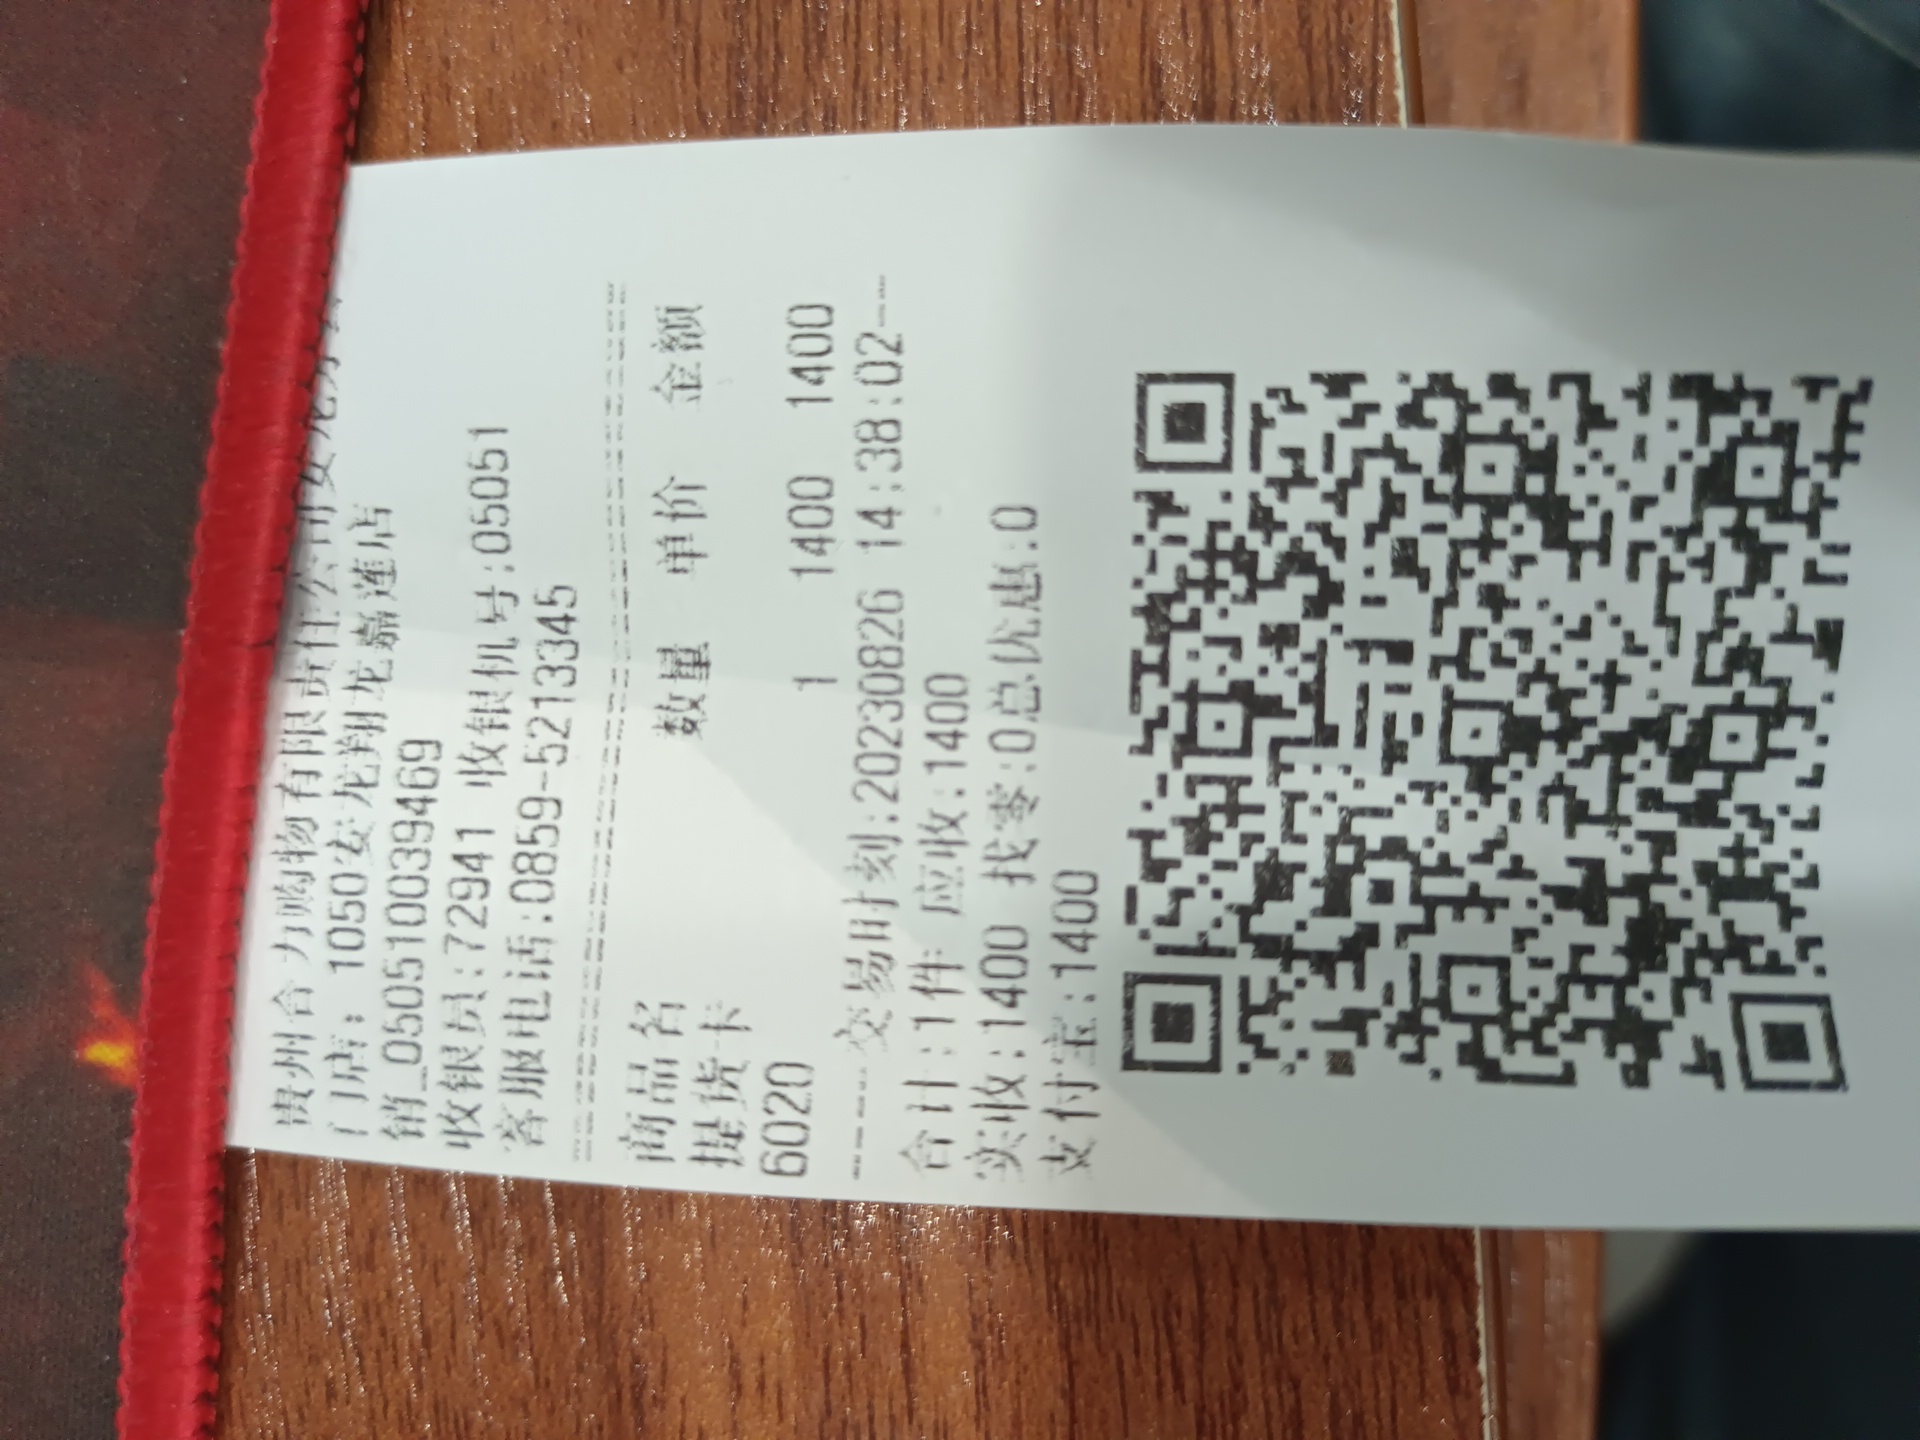 贵州合力购物有限责任公司安龙分公
门店：1050安龙翔龙嘉莲店
销_050510039469
收银员:72941 收银机号:05051
客服电话:0859-5213345
商品名 数量 单价 金额
提货卡
6020 1 1400 1400
----交易时刻:20230826 14:38:02--
合计:1件 应收:1400
实收:1400 找零:0总优惠:0
支付宝:1400